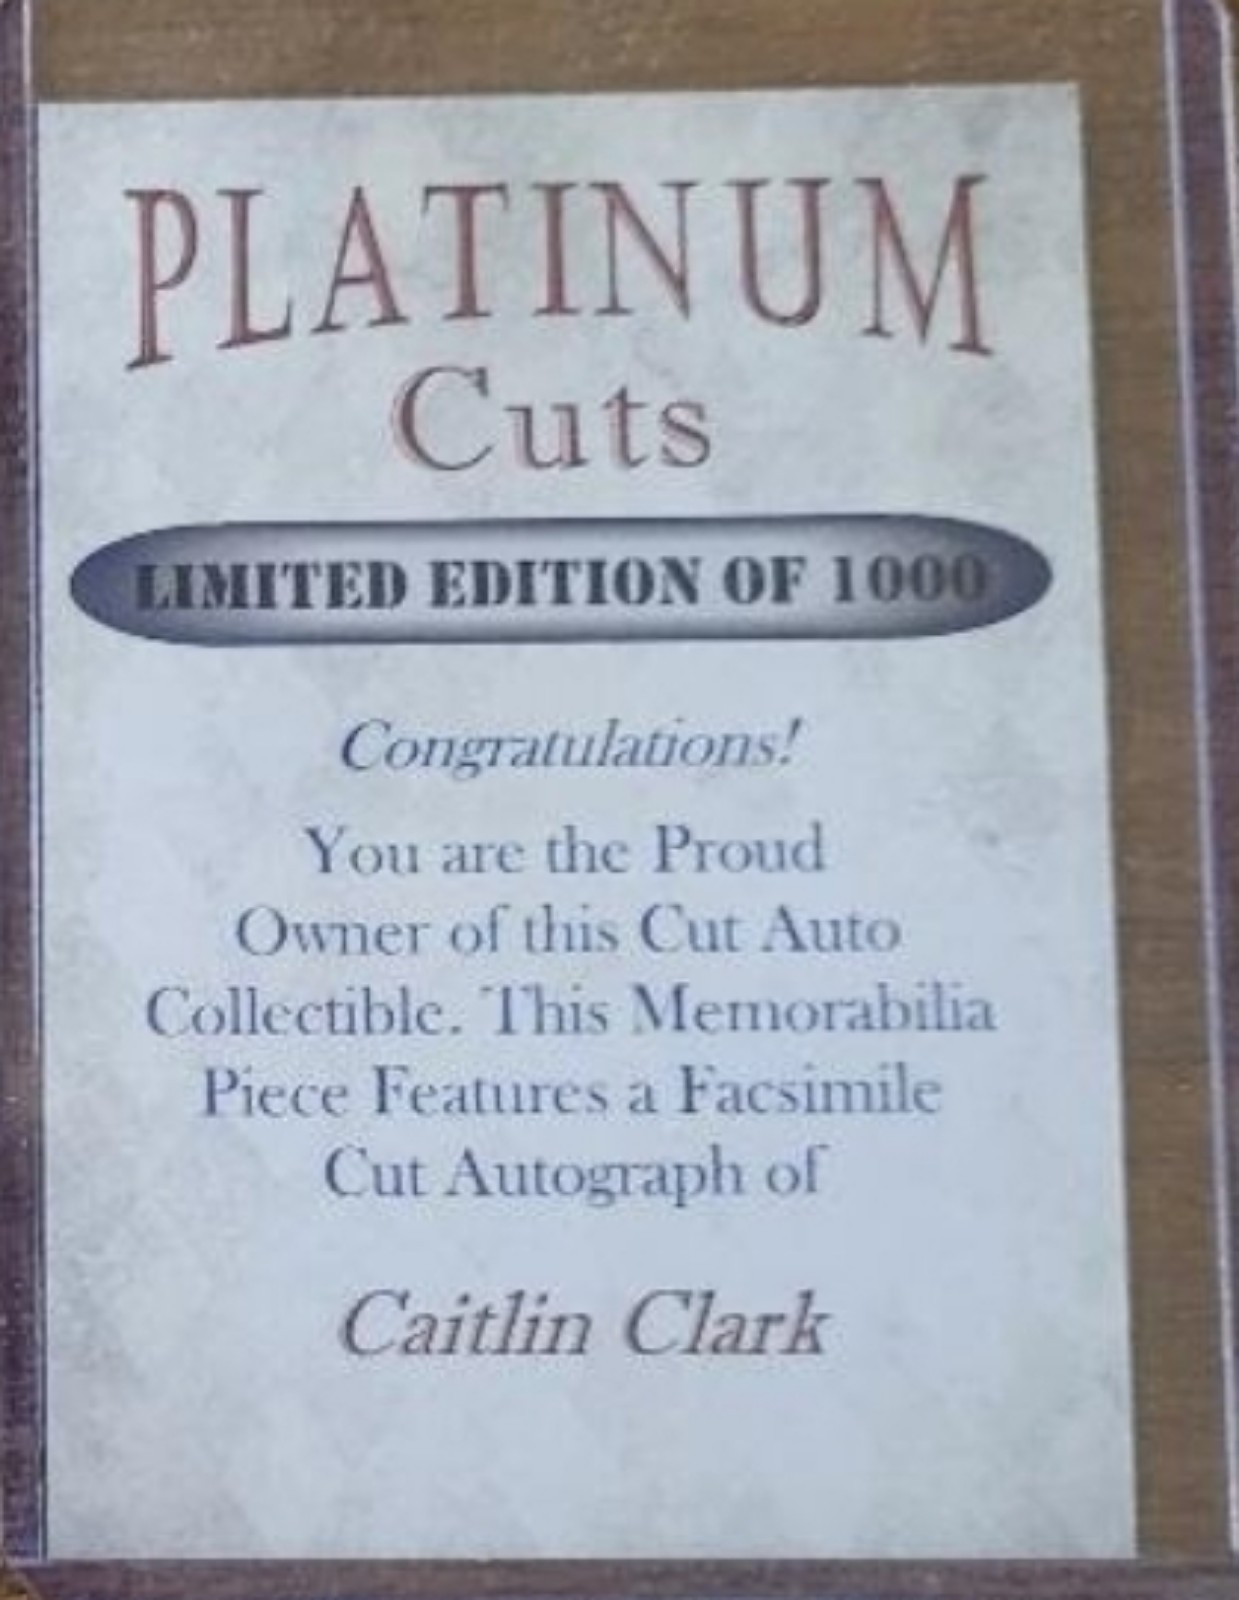 PLATINUM
Cuts
LIMITED EDITION OF 1000
Congratulations!
You are the Proud
Owner of this Cut Auto
Collectible. This Memorabilia
Piece Features a Facsimile
Cut Autograph of
Caitlin Clark